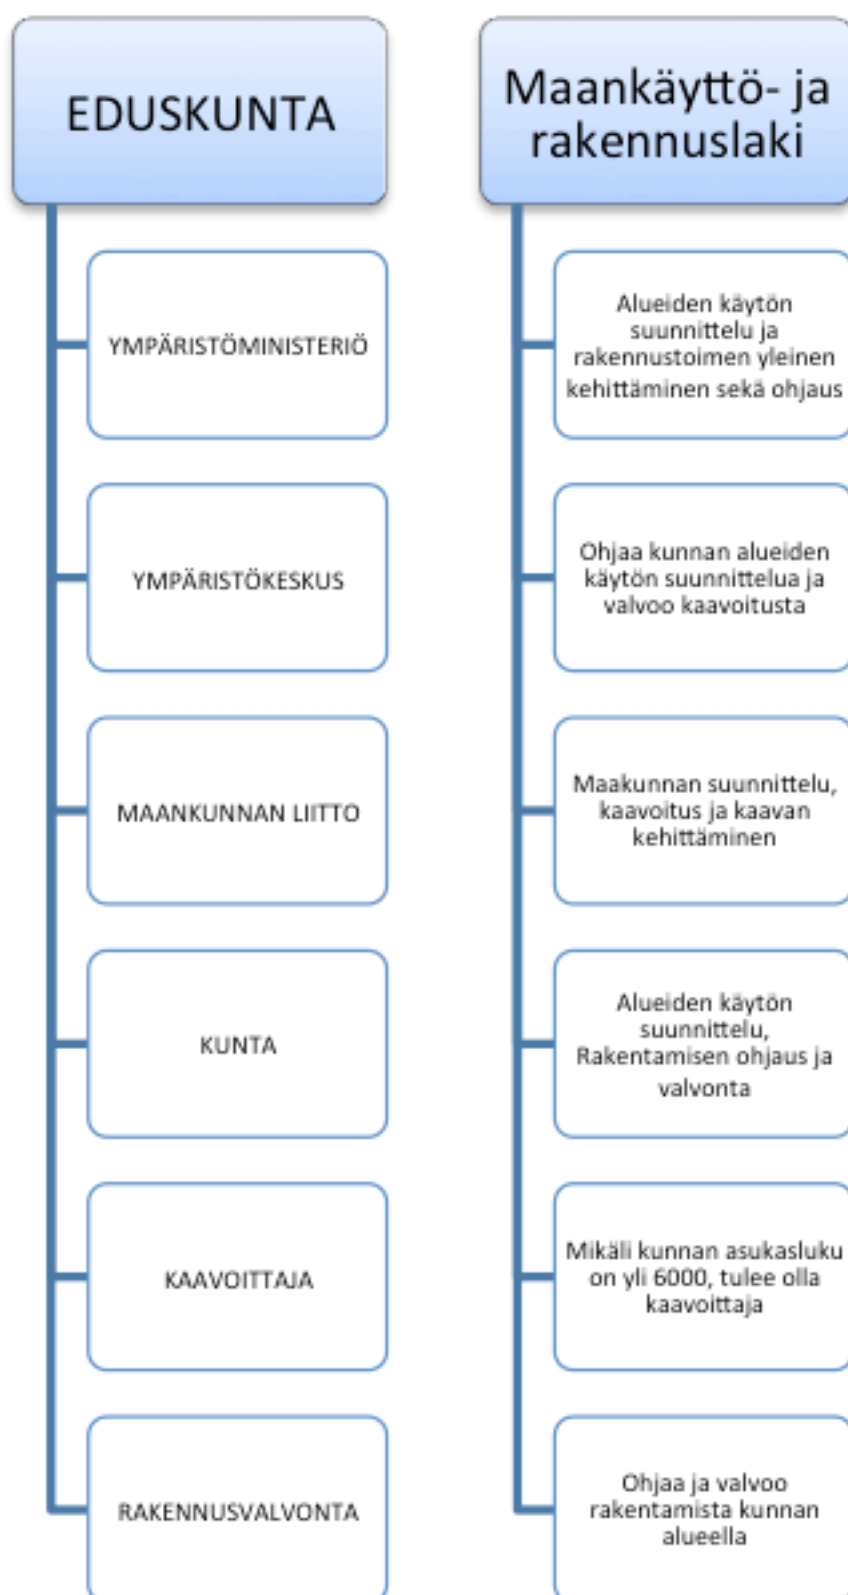 EDUSKUNTA
YMPÄRISTÖMINISTERIÖ
YMPÄRISTÖKESKUS
MAANKUNNAN LIITTO
KUNTA
KAAVOITTAJA
RAKENNUSVALVONTA
Maankäyttö- ja
rakennuslaki
Alueiden käytön
suunnittelu ja
rakennustoimen yleinen
kehittäminen sekä ohjaus
Ohjaa kunnan alueiden
käytön suunnittelua ja
valvoo kaavoitusta
Maakunnan suunnittelu,
kaavoitus ja kaavan
kehittäminen
Alueiden käytön
suunnittelu,
Rakentamisen ohjaus ja
valvonta
Mikäli kunnan asukasluku
on yli 6000, tulee olla
kaavoittaja
Ohjaa ja valvoo
rakentamista kunnan
alueella